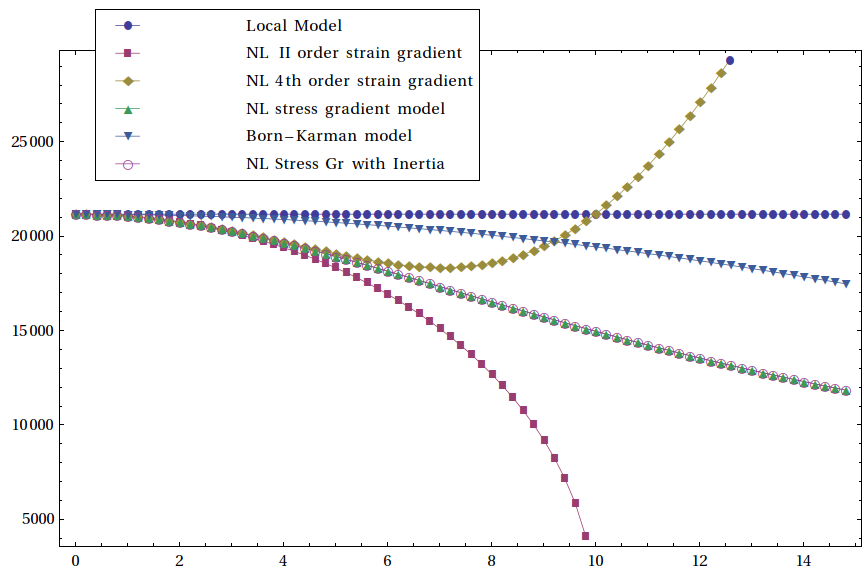 Local Model
NL II order strain gradient
NL 4th order strain gradient
NL stress gradient model
Born–Karman model
NL Stress Gr with Inertia
25000
20000
15000
10000
5000
0 2 4 6 8 10 12 14